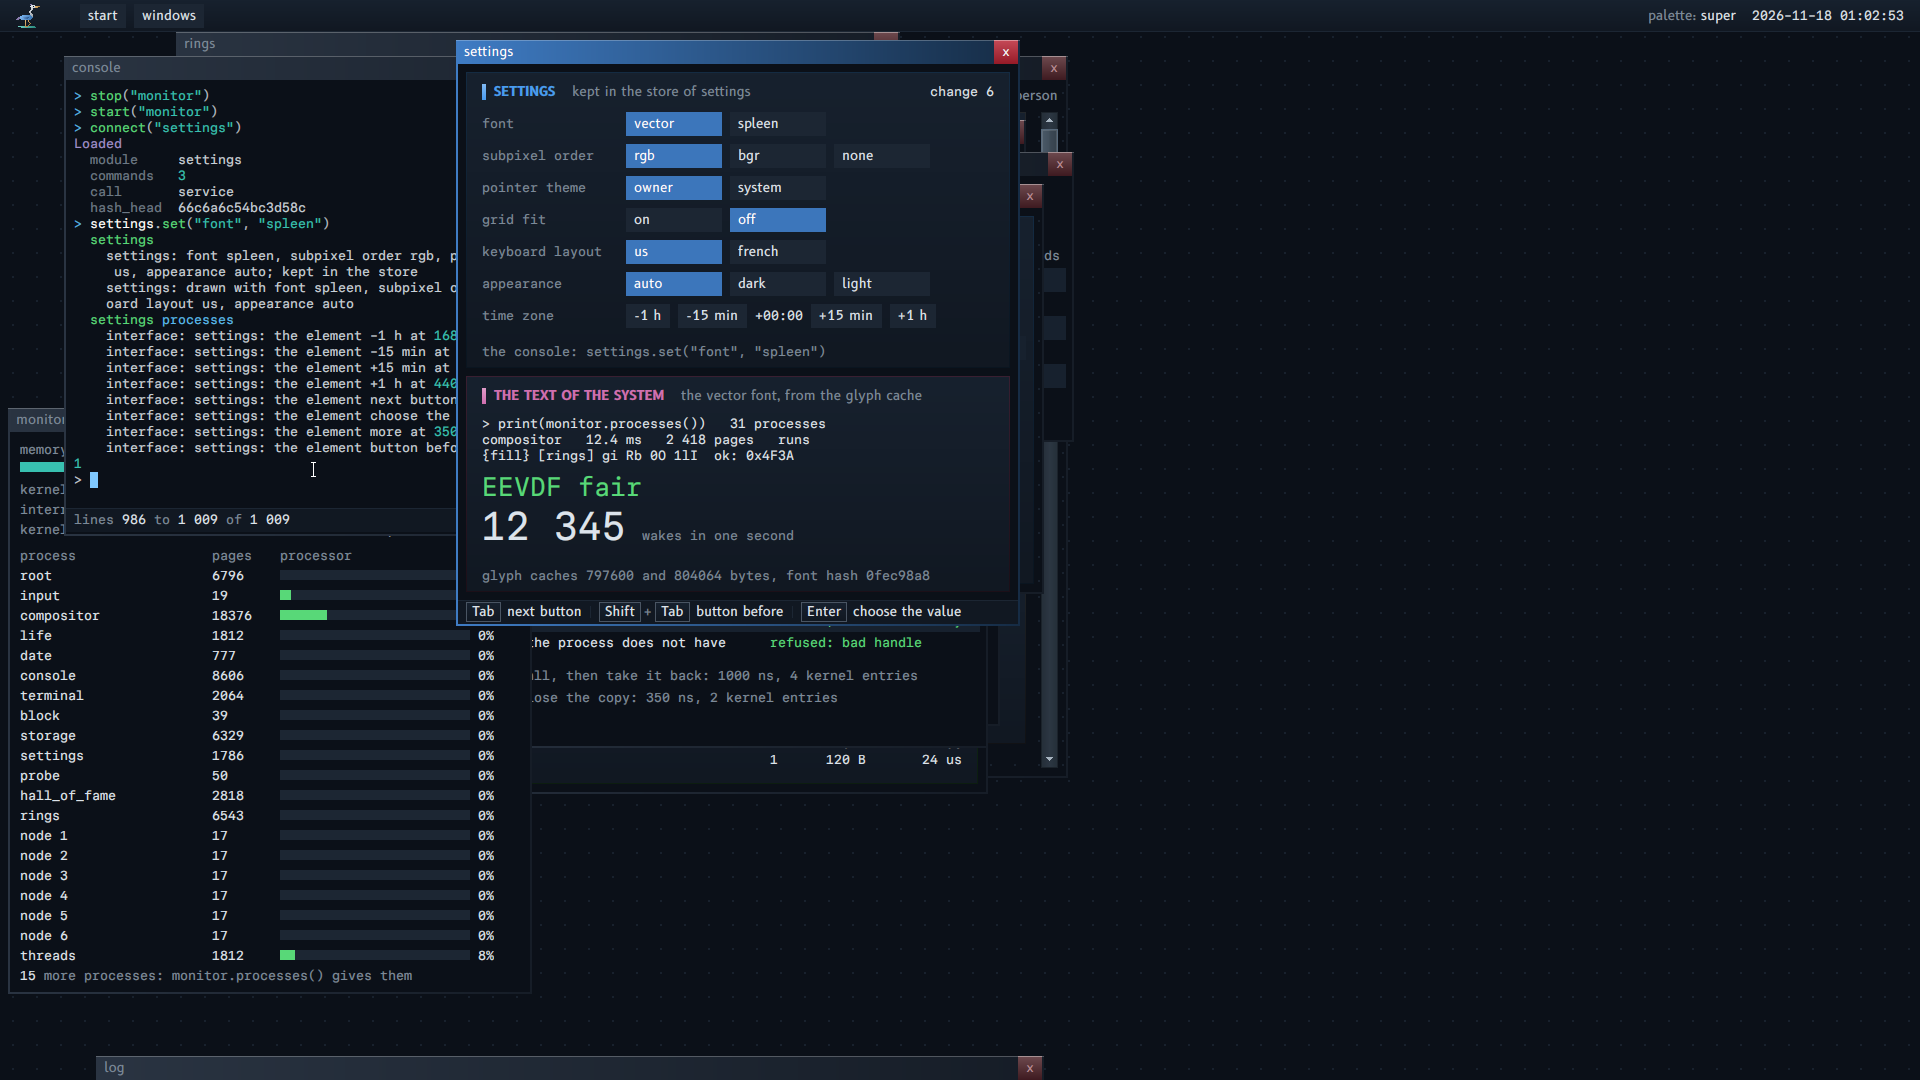 start windows palette: super 2026-11-18 01:02:53
rings
console
x
> stop("monitor")
> start("monitor")
> connect("settings")
Loaded
module settings
commands 3
call service
hash_head 66c6a6c54bc3d58c
> settings.set("font", "spleen")
settings
settings: font spleen, subpixel order rgb, p
us, appearance auto; kept in the store
settings: drawn with font spleen, subpixel o
oard layout us, appearance auto
settings processes
interface: settings: the element -1 h at 168
interface: settings: the element -15 min at
interface: settings: the element +15 min at
interface: settings: the element +1 h at 440
interface: settings: the element next button
interface: settings: the element choose the
interface: settings: the element more at 350
interface: settings: the element button befo
1
>
lines 986 to 1 009 of 1 009
settings x
SETTINGS kept in the store of settings change 6
font vector spleen
subpixel order rgb bgr none
pointer theme owner system
grid fit on off
keyboard layout us french
appearance auto dark light
time zone -1 h -15 min +00:00 +15 min +1 h
the console: settings.set("font", "spleen")
THE TEXT OF THE SYSTEM the vector font, from the glyph cache
> print(monitor.processes()) 31 processes
compositor 12.4 ms 2 418 pages runs
{fill} [rings] gi Rb 0O 1lI ok: 0x4F3A
EEVDF fair
12 345 wakes in one second
glyph caches 797600 and 804064 bytes, font hash 0fec98a8
Tab next button Shift + Tab button before Enter choose the value
erson
x
x
ds
the process does not have refused: bad handle
all, then take it back: 1000 ns, 4 kernel entries
lose the copy: 350 ns, 2 kernel entries
1 120 B 24 us
monitor
memory
kernel
inter
kernel
process pages processor
root 6796
input 19
compositor 18376
life 1812 0%
date 777 0%
console 8606 0%
terminal 2064 0%
block 39 0%
storage 6329 0%
settings 1786 0%
probe 50 0%
hall_of_fame 2818 0%
rings 6543 0%
node 1 17 0%
node 2 17 0%
node 3 17 0%
node 4 17 0%
node 5 17 0%
node 6 17 0%
threads 1812 8%
15 more processes: monitor.processes() gives them
log x